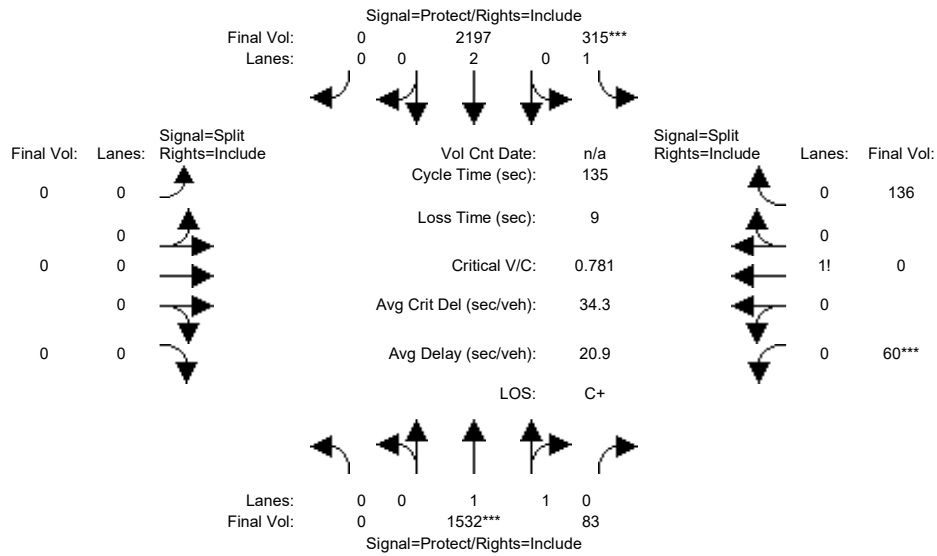 Signal=Protect/Rights=Include
Final Vol: 0 2197 315***
Lanes: 0 0 2 0 1
Signal=Split Signal=Split
Final Vol: Lanes: Rights=Include Vol Cnt Date: n/a Rights=Include Lanes: Final Vol:
Cycle Time (sec): 135
0 0 0 136
Loss Time (sec): 9
0 0
0 0 Critical V/C: 0.781 1! 0
0 Avg Crit Del (sec/veh): 34.3 0
0 0 Avg Delay (sec/veh): 20.9 0 60***
LOS: C+
Lanes: 0 0 1 1 0
Final Vol: 0 1532*** 83
Signal=Protect/Rights=Include